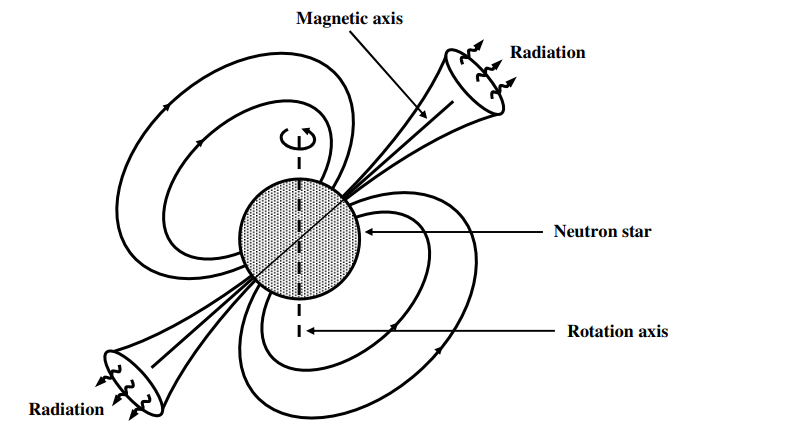 Magnetic axis
Radiation
Neutron star
Rotation axis
Radiation